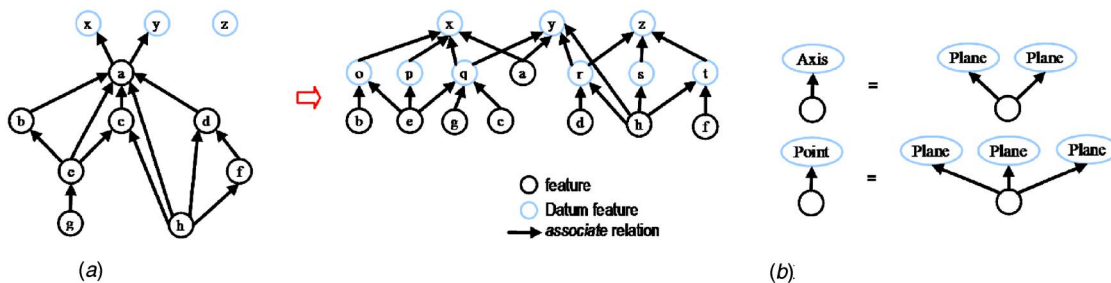 x y z
a
b c d
e f
g h
(a)
x y z
o p q a r s t
b e g c d h f
feature
Datum feature
associate relation
Axis = Plane Plane
Point = Plane Plane Plane
(b)